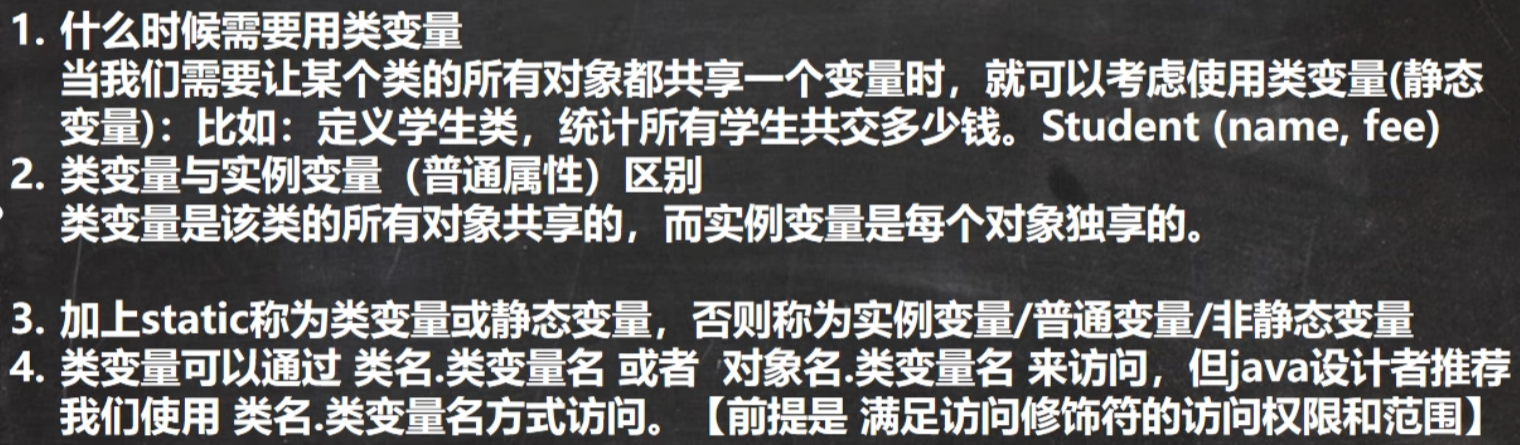 1. 什么时候需要用类变量
当我们需要让某个类的所有对象都共享一个变量时，就可以考虑使用类变量(静态
变量)：比如：定义学生类，统计所有学生共交多少钱。Student (name, fee)
2. 类变量与实例变量（普通属性）区别
类变量是该类的所有对象共享的，而实例变量是每个对象独享的。
3. 加上static称为类变量或静态变量，否则称为实例变量/普通变量/非静态变量
4. 类变量可以通过 类名.类变量名 或者 对象名.类变量名 来访问，但java设计者推荐
我们使用 类名.类变量名方式访问。【前提是 满足访问修饰符的访问权限和范围】